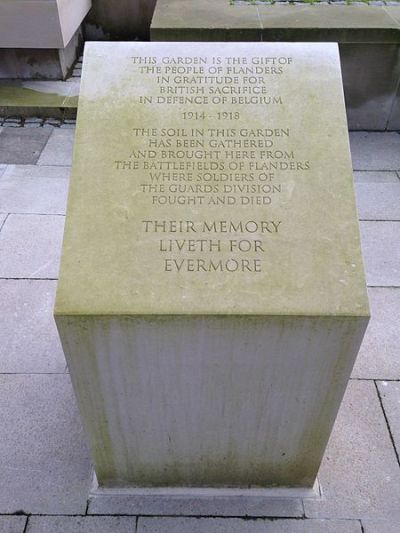 THIS GARDEN IS THE GIFT OF
THE PEOPLE OF FLANDERS
IN GRATITUDE FOR
BRITISH SACRIFICE
IN DEFENCE OF BELGIUM
1914 - 1918
THE SOIL IN THIS GARDEN
HAS BEEN GATHERED
AND BROUGHT HERE FROM
THE BATTLEFIELDS OF FLANDERS
WHERE SOLDIERS OF
THE GUARDS DIVISION
FOUGHT AND DIED
THEIR MEMORY
LIVETH FOR
EVERMORE